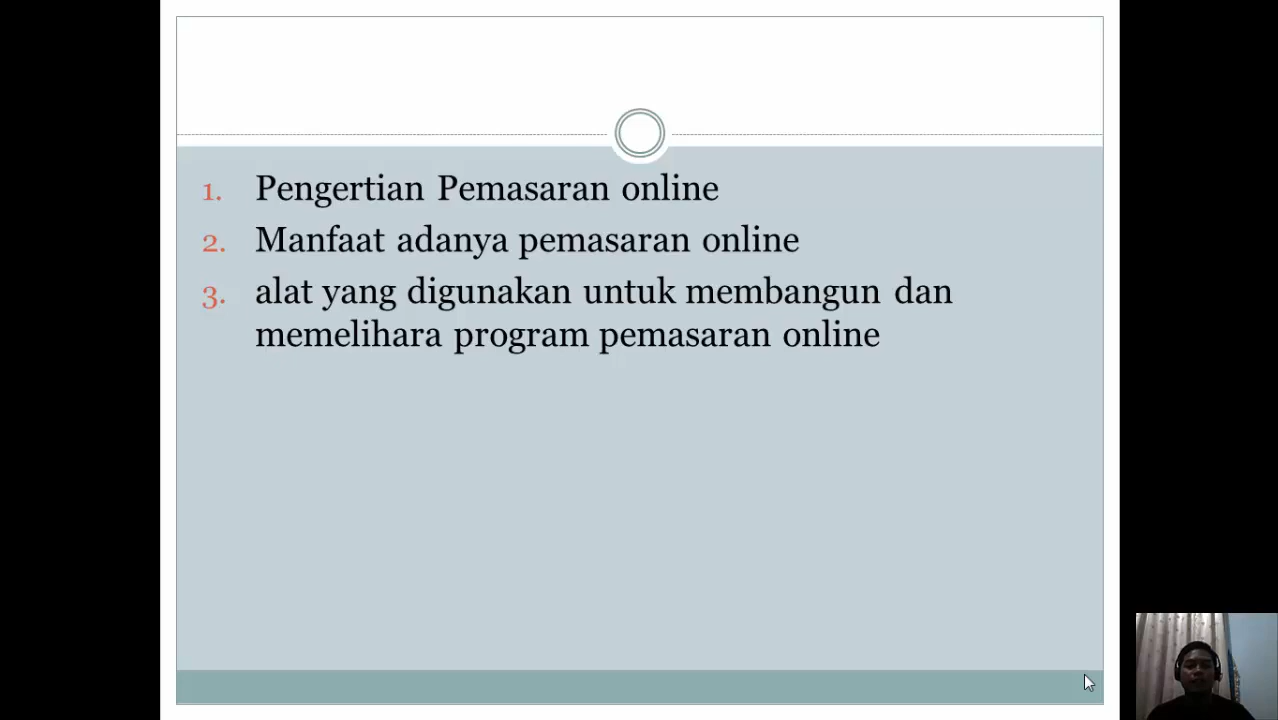 1. Pengertian Pemasaran online
2. Manfaat adanya pemasaran online
3. alat yang digunakan untuk membangun dan
memelihara program pemasaran online